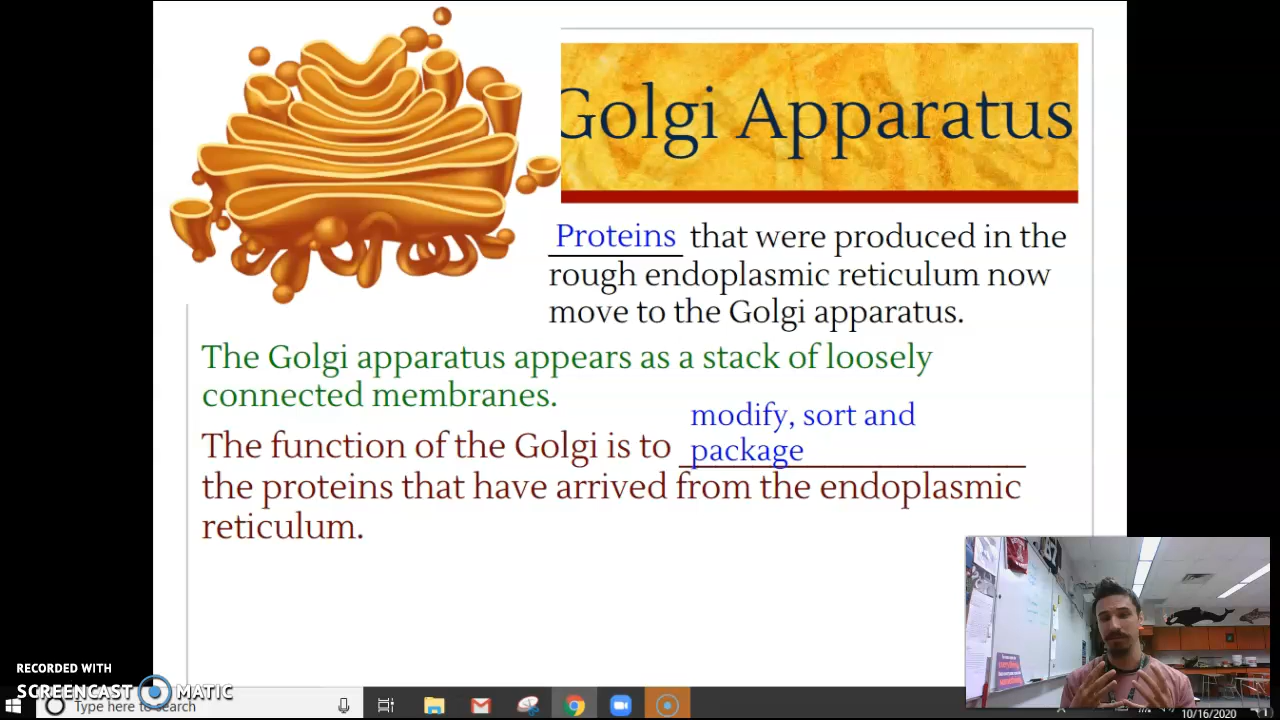 Golgi Apparatus
Proteins that were produced in the
rough endoplasmic reticulum now
move to the Golgi apparatus.
The Golgi apparatus appears as a stack of loosely
connected membranes.
modify, sort and
The function of the Golgi is to package
the proteins that have arrived from the endoplasmic
reticulum.
RECORDED WITH
SCREENCAST MATIC
Type here to search
10/16/2020